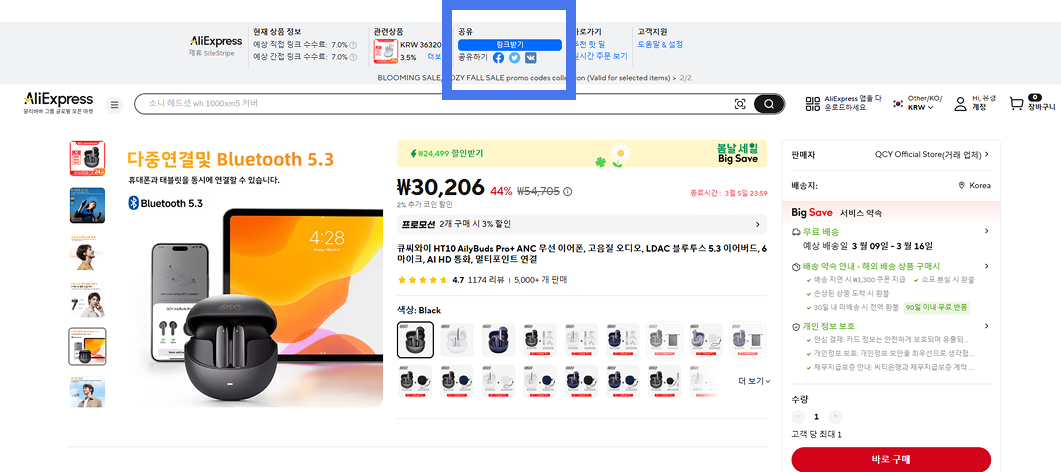 AliExpress
제휴 SiteStripe
현재 상품 정보
예상 직접 링크 수수료: 7.0%
예상 간접 링크 수수료: 7.0%
관련상품
KRW 36320
3.5%
더보
공유
링크받기
공유하기
바로가기
추천 핫 딜
실시간 주문 보기
고객지원
도움말 & 설정
BLOOMING SALE, COZY FALL SALE promo codes collection (Valid for selected items) > 2/2
AliExpress
알리바바 그룹 글로벌 오픈 마켓
소니 헤드셋 wh 1000xm5 커버
AliExpress 앱을 다운로드하세요
Other/KO/
KRW
Hi, 유성
계정
0
장바구니
다중연결및 Bluetooth 5.3
휴대폰과 태블릿을 동시에 연결할 수 있습니다.
Bluetooth 5.3
4:28
QCY
₩24,499 할인받기
봄날 세일
Big Save
₩30,206 44% ₩54,705
종료시간 : 3월 5일 23:59
2% 추가 코인 할인
프로모션 2개 구매 시 3% 할인
큐씨와이 HT10 AilyBuds Pro+ ANC 무선 이어폰, 고음질 오디오, LDAC 블루투스 5.3 이어버드, 6
마이크, AI HD 통화, 멀티포인트 연결
4.7 1174 리뷰 | 5,000+ 개 판매
색상: Black
더 보기
판매자 QCY Official Store(거래 업체)
배송지: Korea
Big Save 서비스 약속
무료 배송
예상 배송일 3월 09일 - 3월 16일
배송 약속 안내 - 해외 배송 상품 구매시
배송 지연 시 ₩1,300 쿠폰 지급 소포 분실 시 환불
손상된 상품 도착 시 환불
30일 내 미배송 시 전액 환불 90일 이내 무료 반품
개인 정보 보호
안심 결제: 카드 정보는 안전하게 보호되며 유출되...
개인정보 보호: 개인정보 보안을 최우선으로 생각합...
채무지급보증 안내: 씨티은행과 채무지급보증 계약 ...
수량
1
고객 당 최대 1
바로 구매